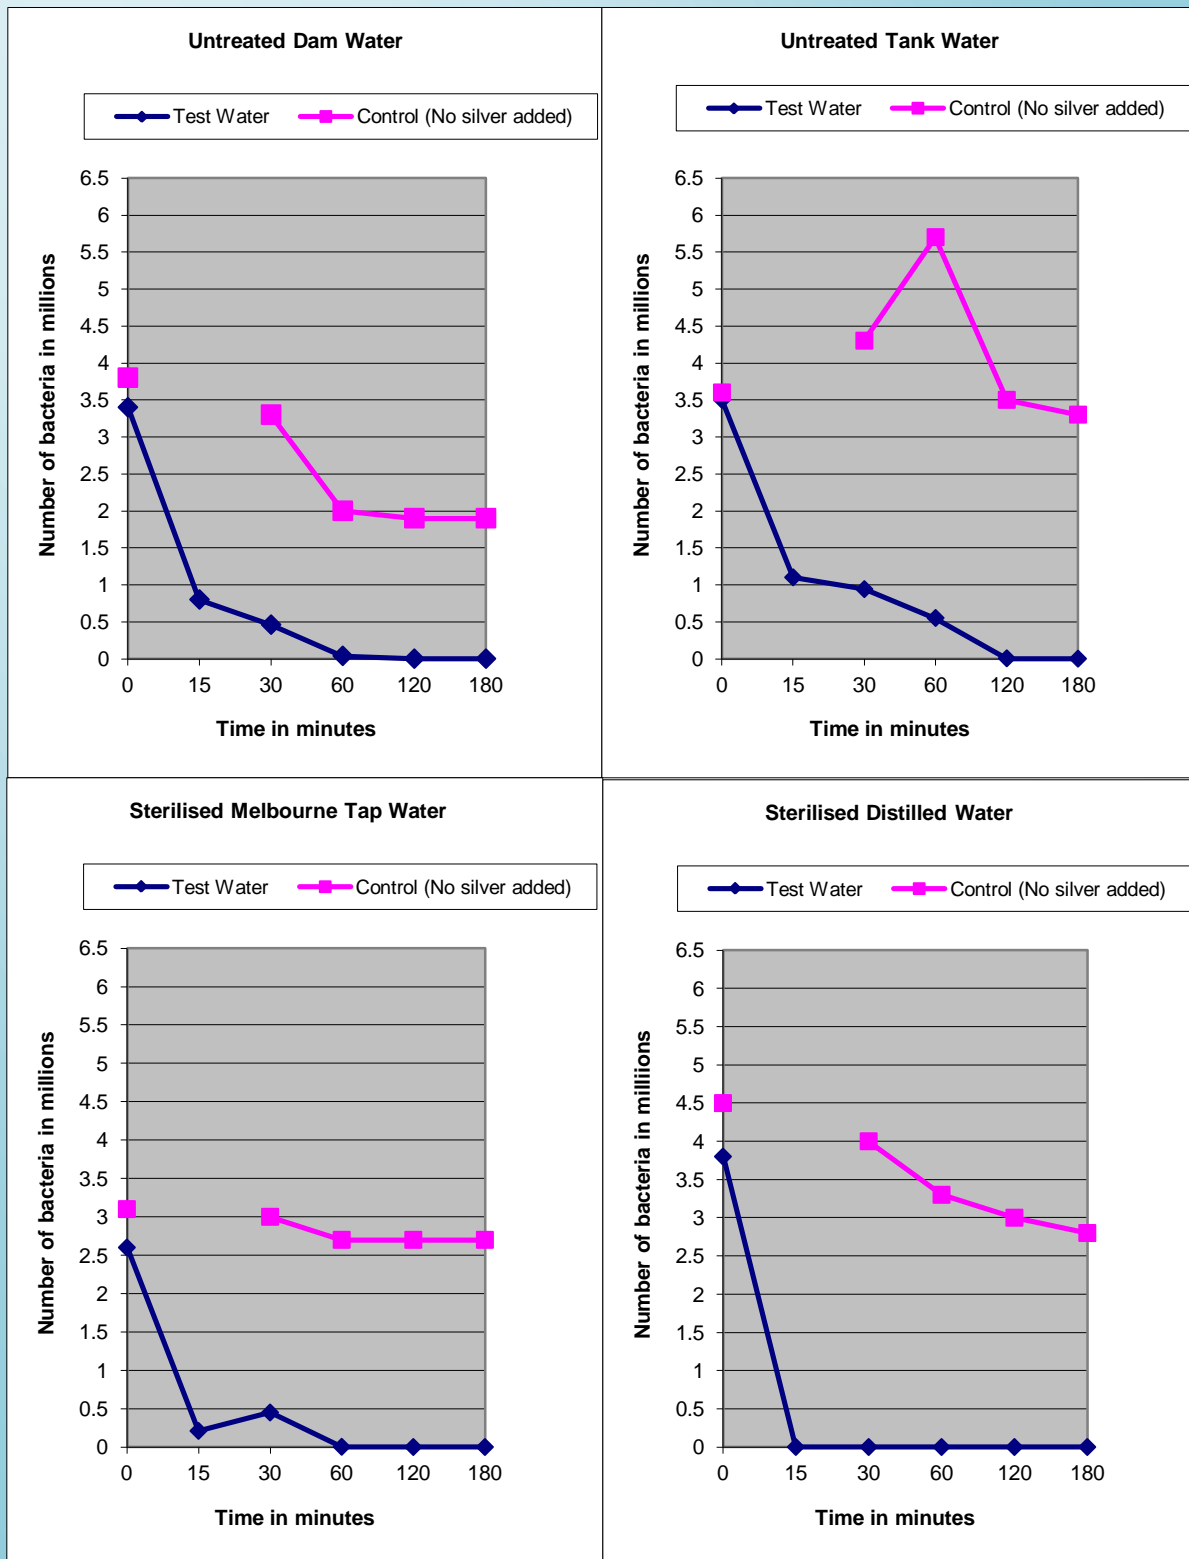 Untreated Dam Water
Test Water
Control (No silver added)
6.5
6
5.5
5
4.5
4
3.5
3
2.5
2
1.5
1
0.5
0
Number of bacteria in millions
0 15 30 60 120 180
Time in minutes
Untreated Tank Water
Test Water
Control (No silver added)
6.5
6
5.5
5
4.5
4
3.5
3
2.5
2
1.5
1
0.5
0
Number of bacteria in millions
0 15 30 60 120 180
Time in minutes
Sterilised Melbourne Tap Water
Test Water
Control (No silver added)
6.5
6
5.5
5
4.5
4
3.5
3
2.5
2
1.5
1
0.5
0
Number of bacteria in millions
0 15 30 60 120 180
Time in minutes
Sterilised Distilled Water
Test Water
Control (No silver added)
6.5
6
5.5
5
4.5
4
3.5
3
2.5
2
1.5
1
0.5
0
Number of bacteria in milliions
0 15 30 60 120 180
Time in minutes